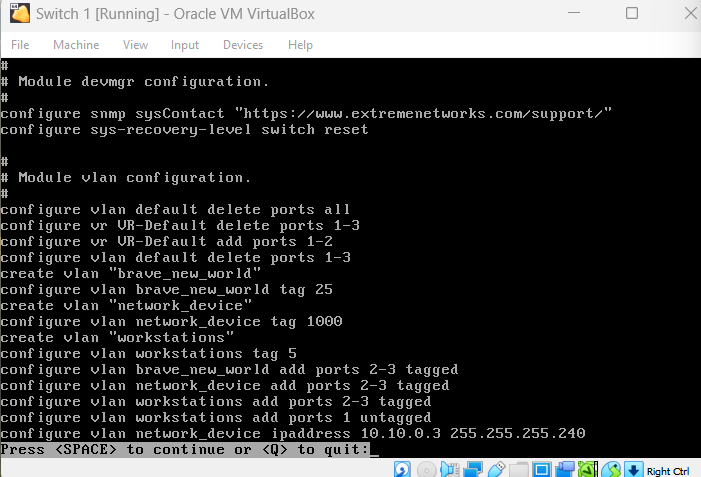 Switch 1 [Running] - Oracle VM VirtualBox
File Machine View Input Devices Help
#
# Module devmgr configuration.
#
configure snmp sysContact "https://www.extremenetworks.com/support/"
configure sys-recovery-level switch reset
#
# Module vlan configuration.
#
configure vlan default delete ports all
configure vr VR-Default delete ports 1-3
configure vr VR-Default add ports 1-2
configure vlan default delete ports 1-3
create vlan "brave_new_world"
configure vlan brave_new_world tag 25
create vlan "network_device"
configure vlan network_device tag 1000
create vlan "workstations"
configure vlan workstations tag 5
configure vlan brave_new_world add ports 2-3 tagged
configure vlan network_device add ports 2-3 tagged
configure vlan workstations add ports 2-3 tagged
configure vlan workstations add ports 1 untagged
configure vlan network_device ipaddress 10.10.0.3 255.255.255.240
Press <SPACE> to continue or <Q> to quit:_
Right Ctrl